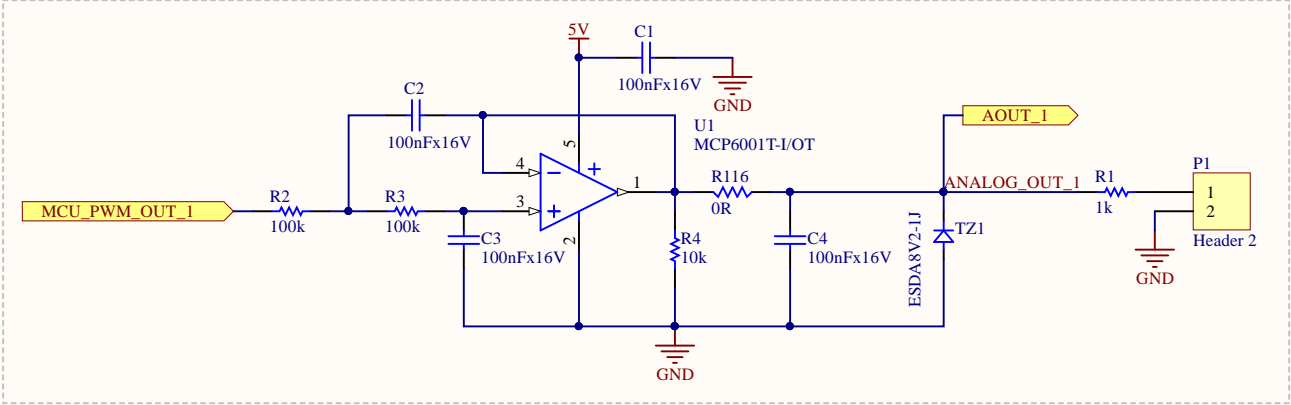 5V
C1
100nFx16V
GND
C2
100nFx16V
U1
MCP6001T-I/OT
AOUT_1
5
4
3
1
2
MCU_PWM_OUT_1
R2
100k
R3
100k
C3
100nFx16V
R116
0R
R4
10k
C4
100nFx16V
ANALOG_OUT_1
ESDA8V2-1J
TZ1
R1
1k
P1
1
2
Header 2
GND
GND